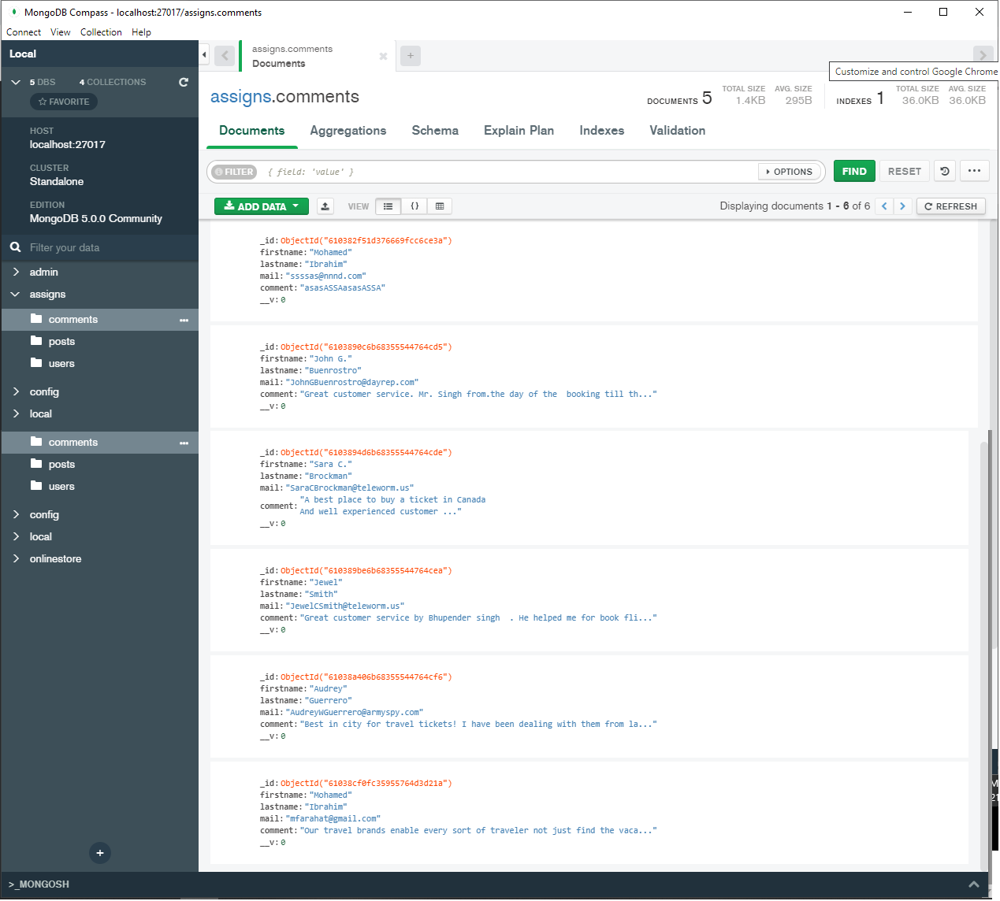 MongoDB Compass - localhost:27017/assigns.comments
Connect View Collection Help
Local
5 DBS 4 COLLECTIONS
FAVORITE
HOST
localhost:27017
CLUSTER
Standalone
EDITION
MongoDB 5.0.0 Community
Filter your data
admin
assigns
comments
posts
users
config
local
comments
posts
users
config
local
onlinestore
>_MONGOSH
assigns.comments
Documents
Customize and control Google Chrome
assigns.comments
DOCUMENTS 5
TOTAL SIZE
1.4KB
AVG. SIZE
295B
INDEXES 1
TOTAL SIZE
36.0KB
AVG. SIZE
36.0KB
Documents Aggregations Schema Explain Plan Indexes Validation
FILTER { field: 'value' } OPTIONS FIND RESET
ADD DATA VIEW {} Displaying documents 1 - 6 of 6 REFRESH
_id: ObjectId("610382f51d376669fcc6ce3a")
firstname: "Mohamed"
lastname: "Ibrahim"
mail: "ssssas@nnnd.com"
comment: "asasASSAasasASSA"
__v: 0
_id: ObjectId("6103890c6b68355544764cd5")
firstname: "John G."
lastname: "Buenrostro"
mail: "JohnGBuenrostro@dayrep.com"
comment: "Great customer service. Mr. Singh from.the day of the  booking till th..."
__v: 0
_id: ObjectId("6103894d6b68355544764cde")
firstname: "Sara C."
lastname: "Brockman"
mail: "SaraCBrockman@teleworm.us"
comment: "A best place to buy a ticket in Canada
And well experienced customer ..."
__v: 0
_id: ObjectId("610389be6b68355544764cea")
firstname: "Jewel"
lastname: "Smith"
mail: "JewelCSmith@teleworm.us"
comment: "Great customer service by Bhupender singh  . He helped me for book fli..."
__v: 0
_id: ObjectId("61038a406b68355544764cf6")
firstname: "Audrey"
lastname: "Guerrero"
mail: "AudreyWGuerrero@armyspy.com"
comment: "Best in city for travel tickets! I have been dealing with them from la..."
__v: 0
_id: ObjectId("61038cf0fc35955764d3d21a")
firstname: "Mohamed"
lastname: "Ibrahim"
mail: "mfarahat@gmail.com"
comment: "Our travel brands enable every sort of traveler not just find the vaca..."
__v: 0